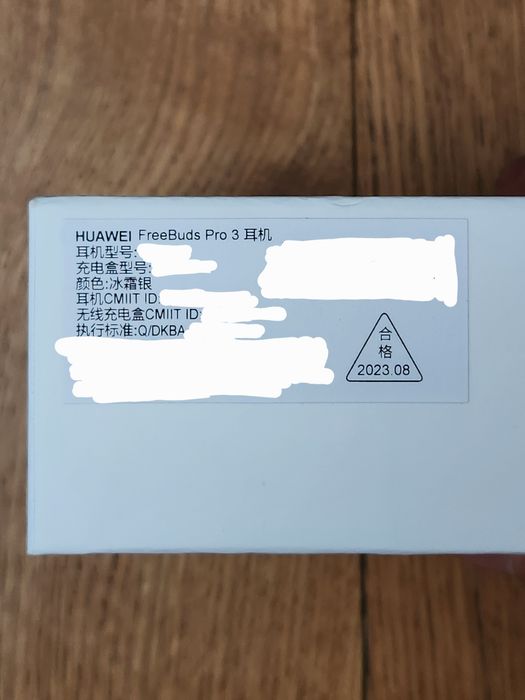 HUAWEI FreeBuds Pro 3 耳机
耳机型号:
充电盒型号:
颜色:冰霜银
耳机CMIIT ID:
无线充电盒CMIIT ID:
执行标准:Q/DKBA
合
格
2023.08